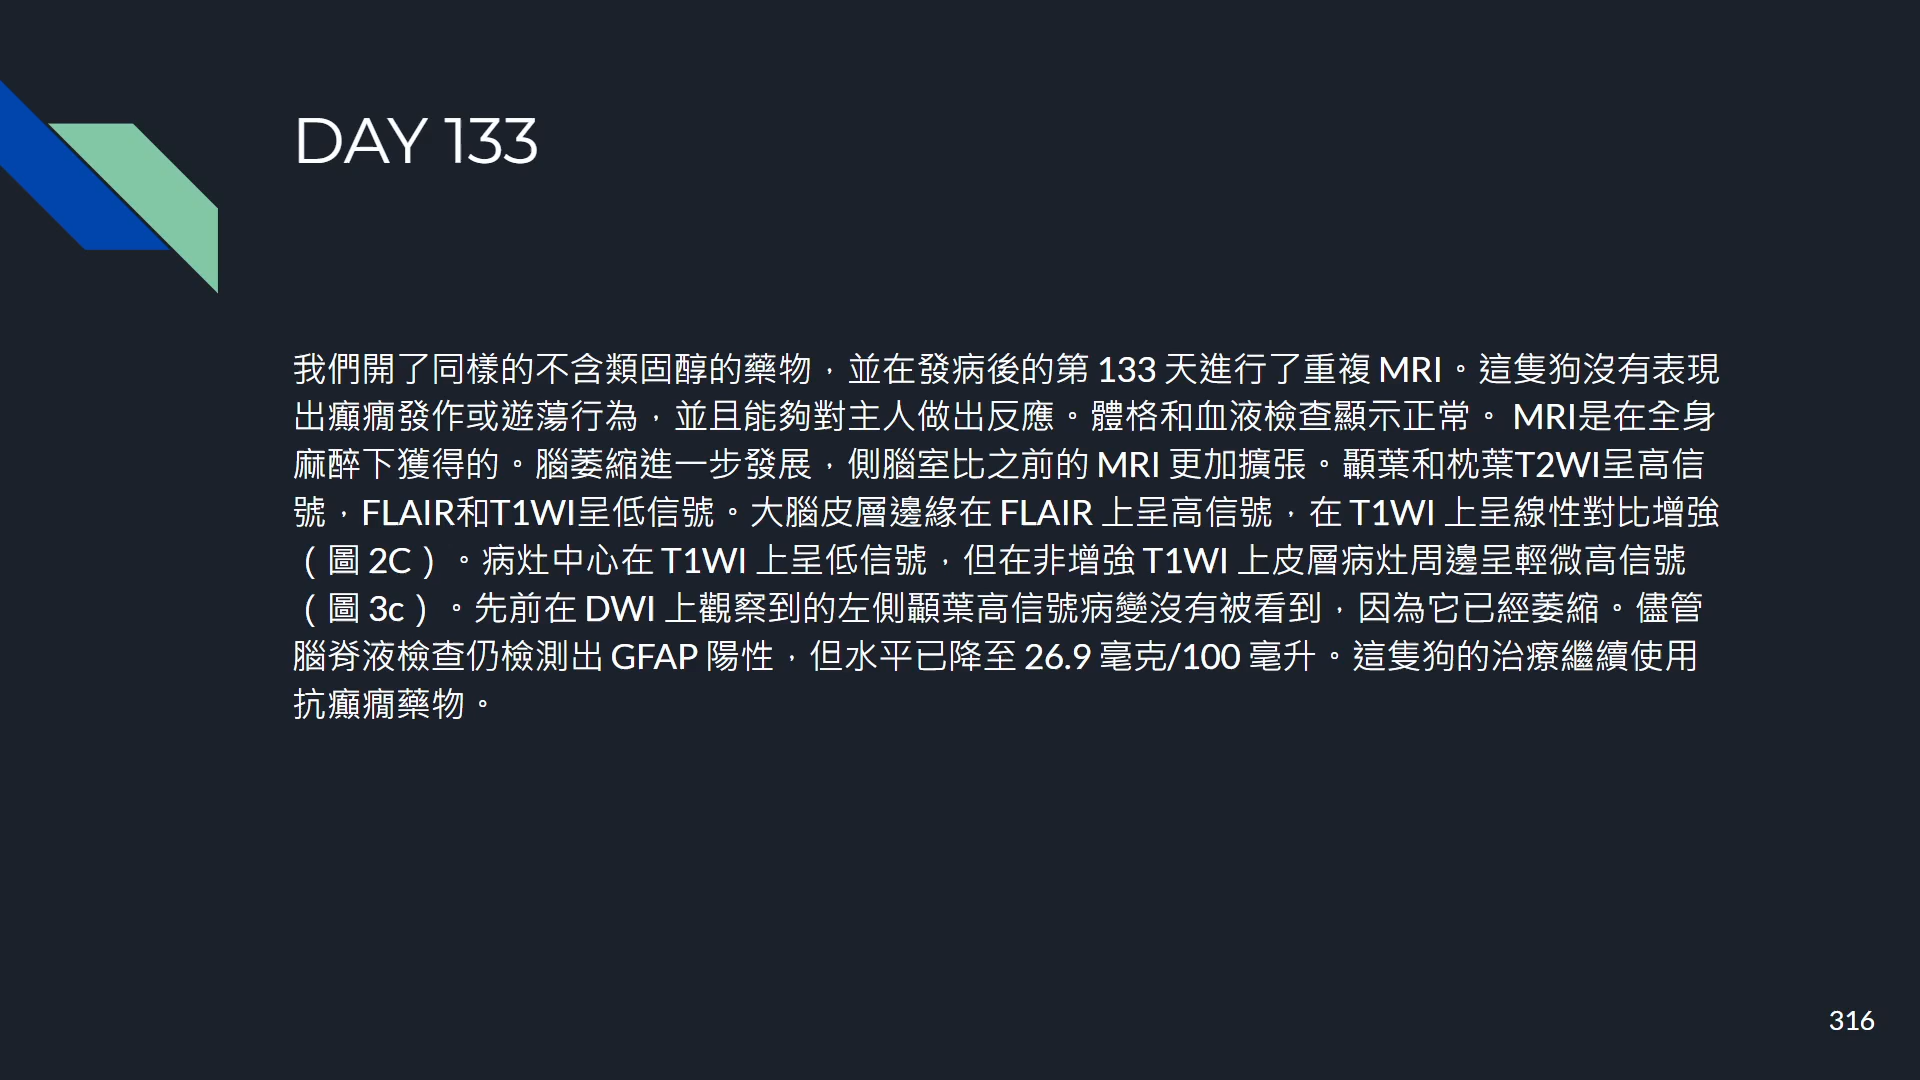 DAY 133
我們開了同樣的不含類固醇的藥物，並在發病後的第 133 天進行了重複 MRI。這隻狗沒有表現
出癲癇發作或遊蕩行為，並且能夠對主人做出反應。體格和血液檢查顯示正常。 MRI是在全身
麻醉下獲得的。腦萎縮進一步發展，側腦室比之前的 MRI 更加擴張。顳葉和枕葉T2WI呈高信
號，FLAIR和T1WI呈低信號。大腦皮層邊緣在 FLAIR 上呈高信號，在 T1WI 上呈線性對比增強
（圖 2C）。病灶中心在 T1WI 上呈低信號，但在非增強 T1WI 上皮層病灶周邊呈輕微高信號
（圖 3c）。先前在 DWI 上觀察到的左側顳葉高信號病變沒有被看到，因為它已經萎縮。儘管
腦脊液檢查仍檢測出 GFAP 陽性，但水平已降至 26.9 毫克/100 毫升。這隻狗的治療繼續使用
抗癲癇藥物。
316